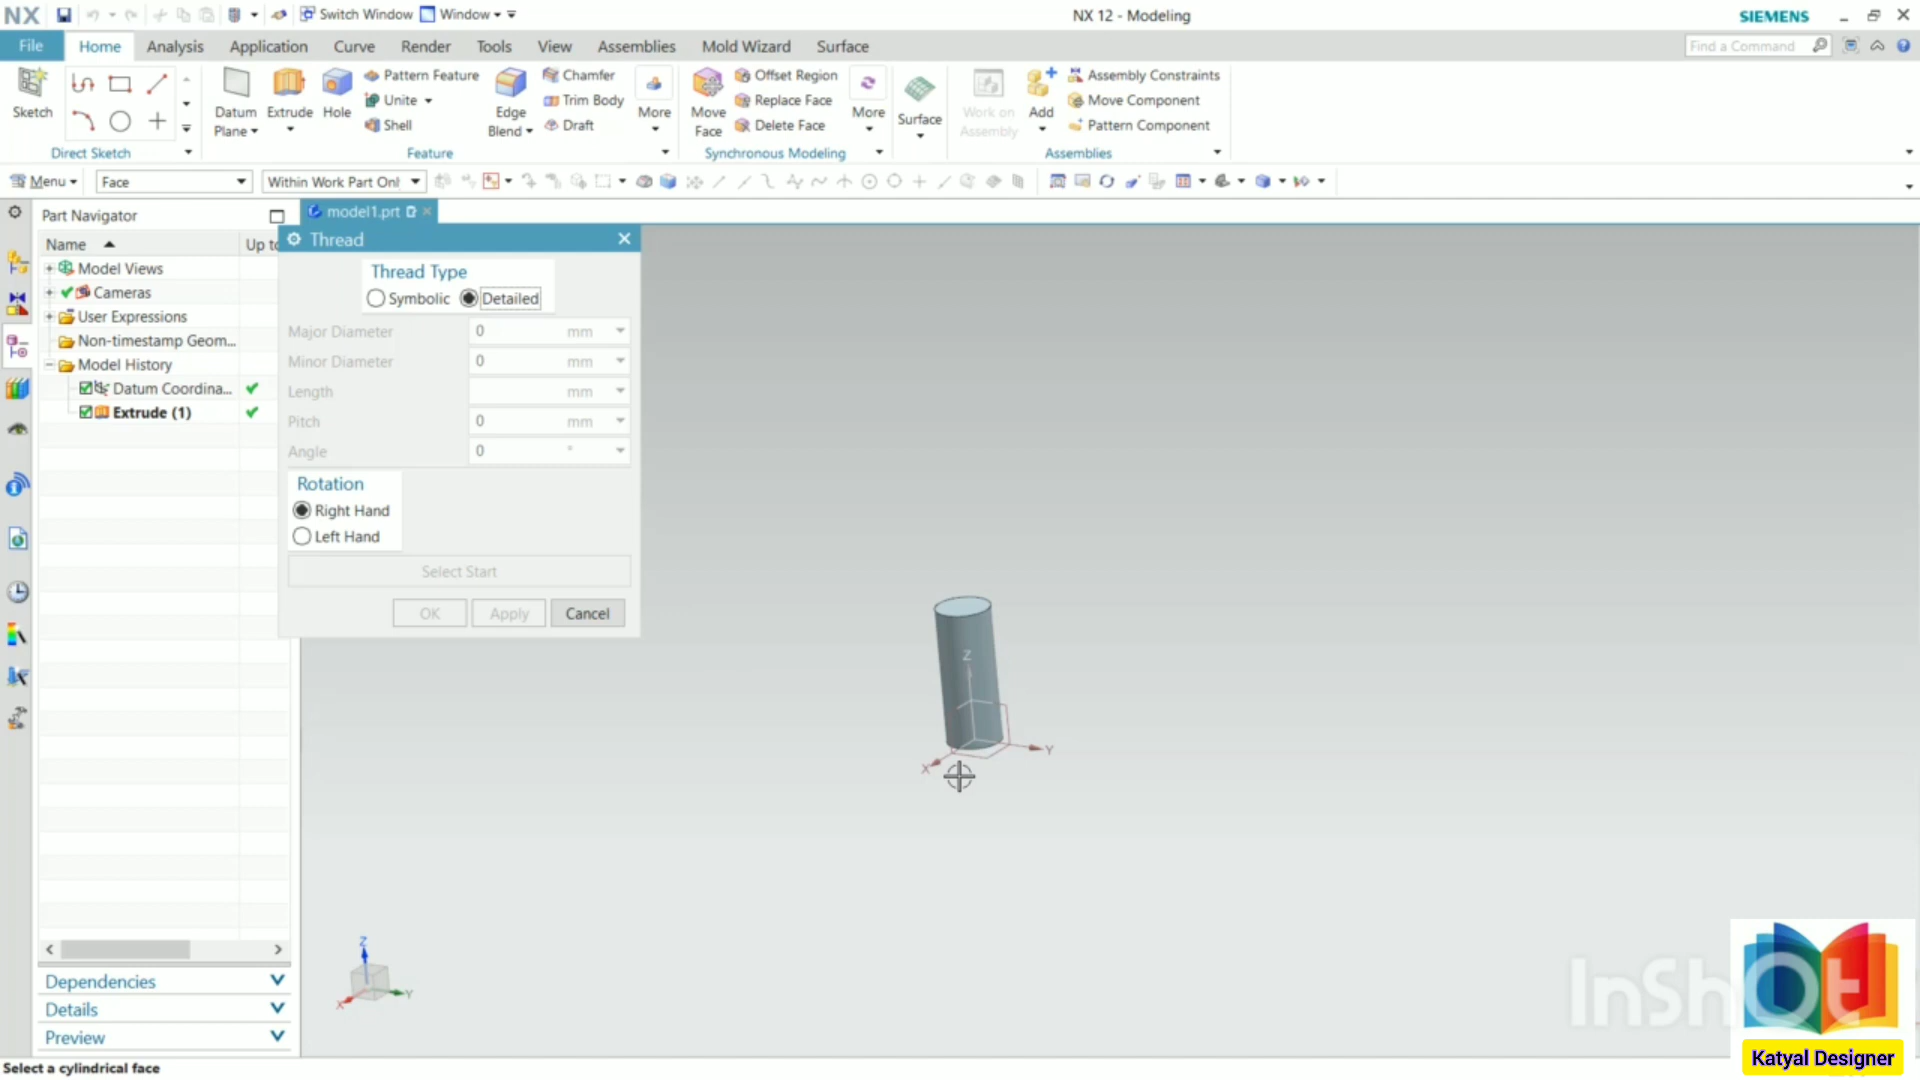 NX
Switch Window
Window
NX 12 - Modeling
SIEMENS
File
Home
Analysis
Application
Curve
Render
Tools
View
Assemblies
Mold Wizard
Surface
Find a Command
Sketch
Direct Sketch
Datum
Plane
Extrude
Hole
Pattern Feature
Unite
Shell
Edge
Blend
Chamfer
Trim Body
Draft
More
Feature
Move
Face
Offset Region
Replace Face
Delete Face
More
Synchronous Modeling
Surface
Work on
Assembly
Add
Assembly Constraints
Move Component
Pattern Component
Assemblies
Menu
Face
Within Work Part Onl
Part Navigator
model1.prt
Name
Up to
Model Views
Cameras
User Expressions
Non-timestamp Geom...
Model History
Datum Coordina...
Extrude (1)
Thread
Thread Type
Symbolic
Detailed
Major Diameter
0 mm
Minor Diameter
0 mm
Length
mm
Pitch
0 mm
Angle
0 °
Rotation
Right Hand
Left Hand
Select Start
OK
Apply
Cancel
Z
Y
X
Z
X
Y
Dependencies
Details
Preview
Select a cylindrical face
InShOt
Katyal Designer